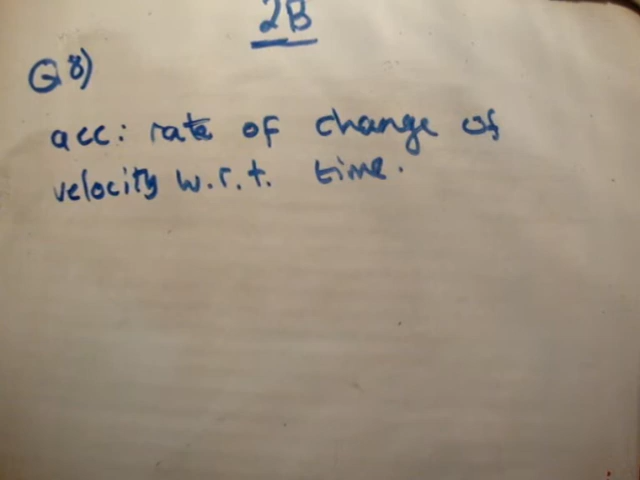 2B
Q8)
acc: rate of change of
velocity w.r.t. time.